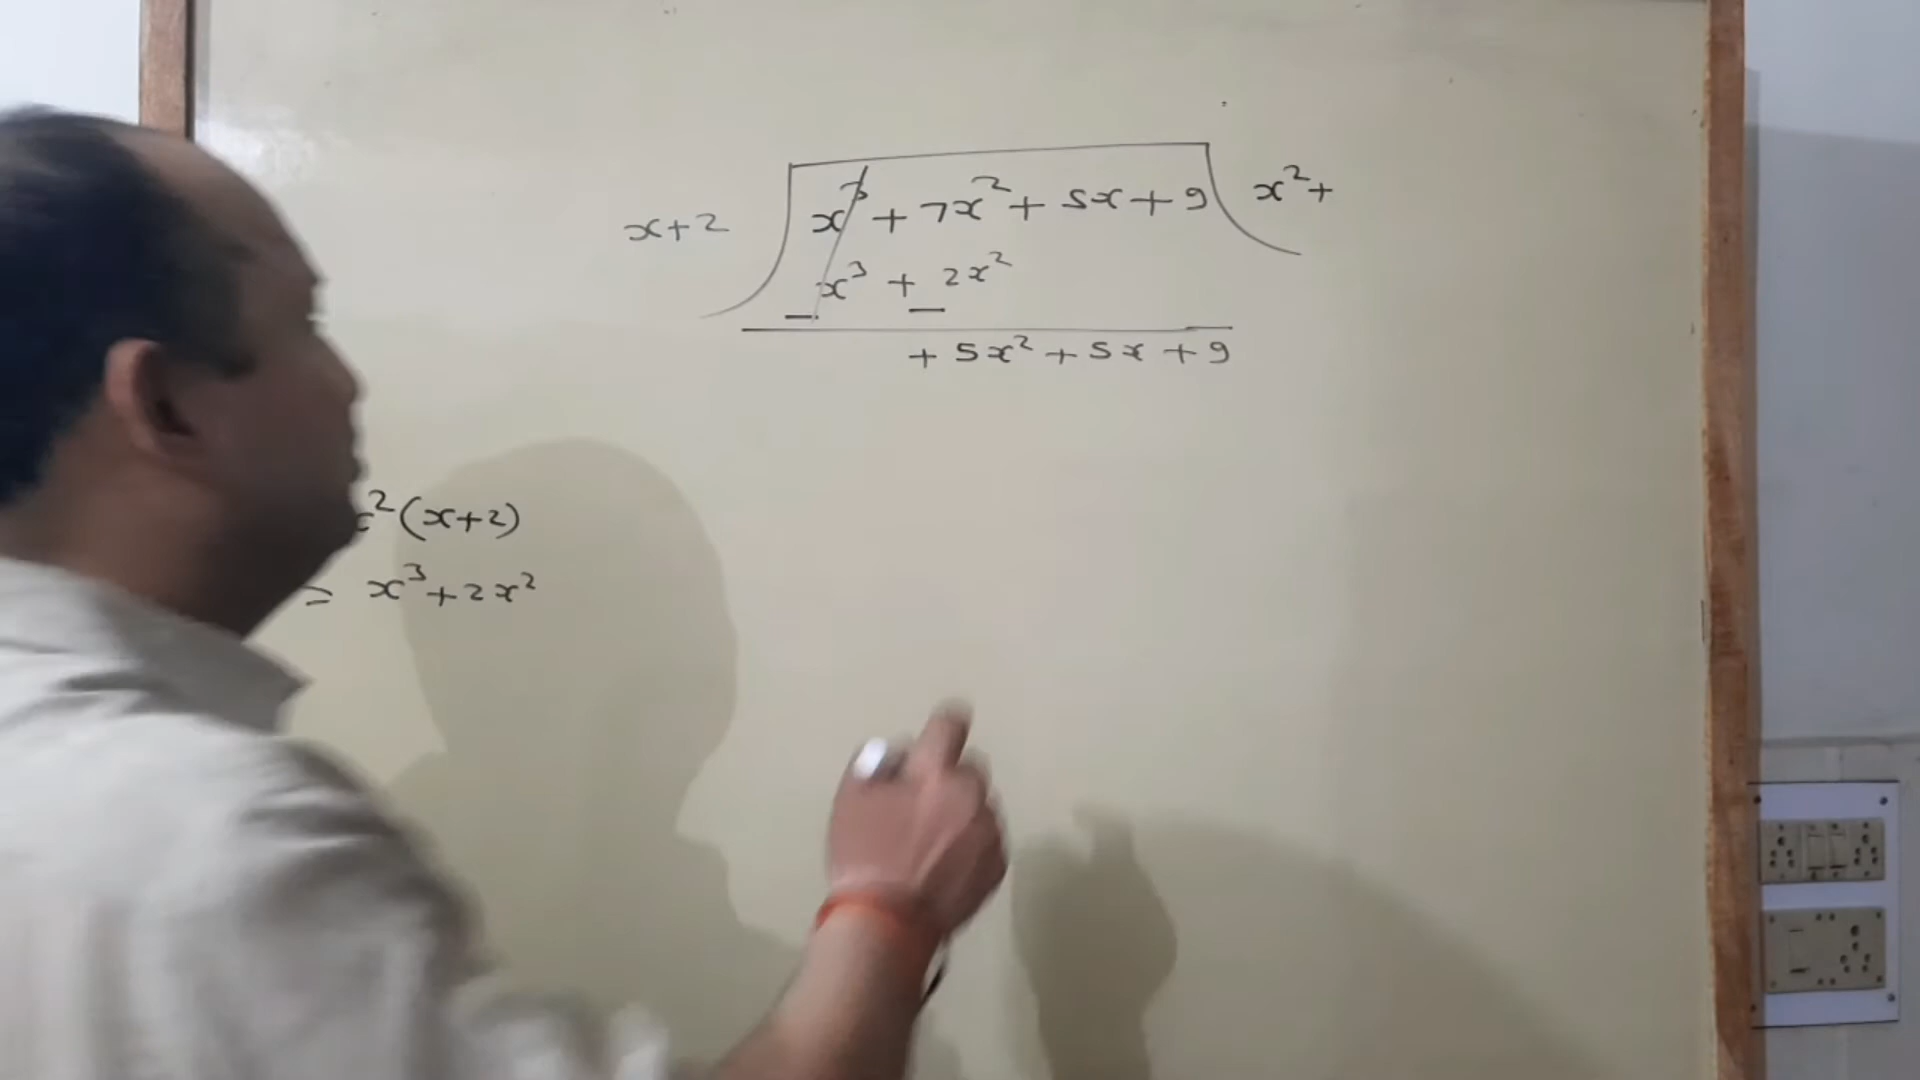 x+2 x³ + 7x² + 5x + 9 x² +
x³ + 2x²
+ 5x² + 5x + 9
²(x+2)
= x³ + 2x²